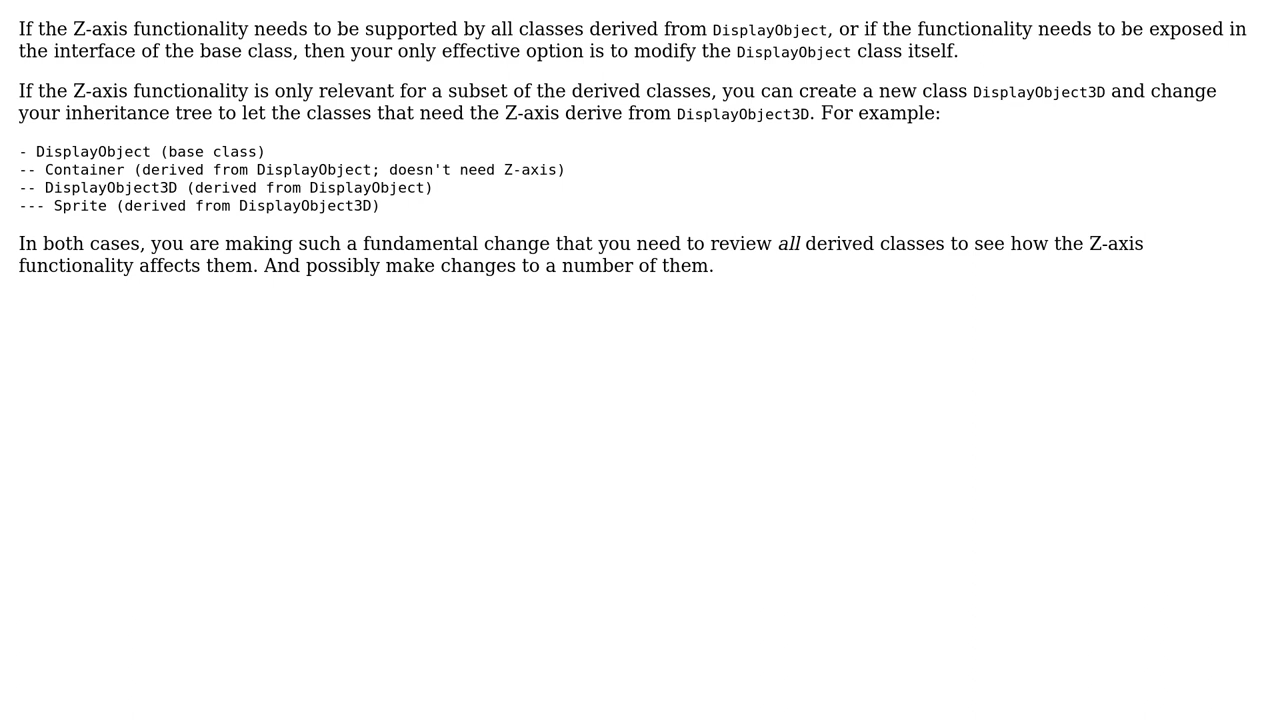 If the Z-axis functionality needs to be supported by all classes derived from DisplayObject, or if the functionality needs to be exposed in
the interface of the base class, then your only effective option is to modify the DisplayObject class itself.
If the Z-axis functionality is only relevant for a subset of the derived classes, you can create a new class DisplayObject3D and change
your inheritance tree to let the classes that need the Z-axis derive from DisplayObject3D. For example:
- DisplayObject (base class)
-- Container (derived from DisplayObject; doesn't need Z-axis)
-- DisplayObject3D (derived from DisplayObject)
--- Sprite (derived from DisplayObject3D)
In both cases, you are making such a fundamental change that you need to review all derived classes to see how the Z-axis
functionality affects them. And possibly make changes to a number of them.